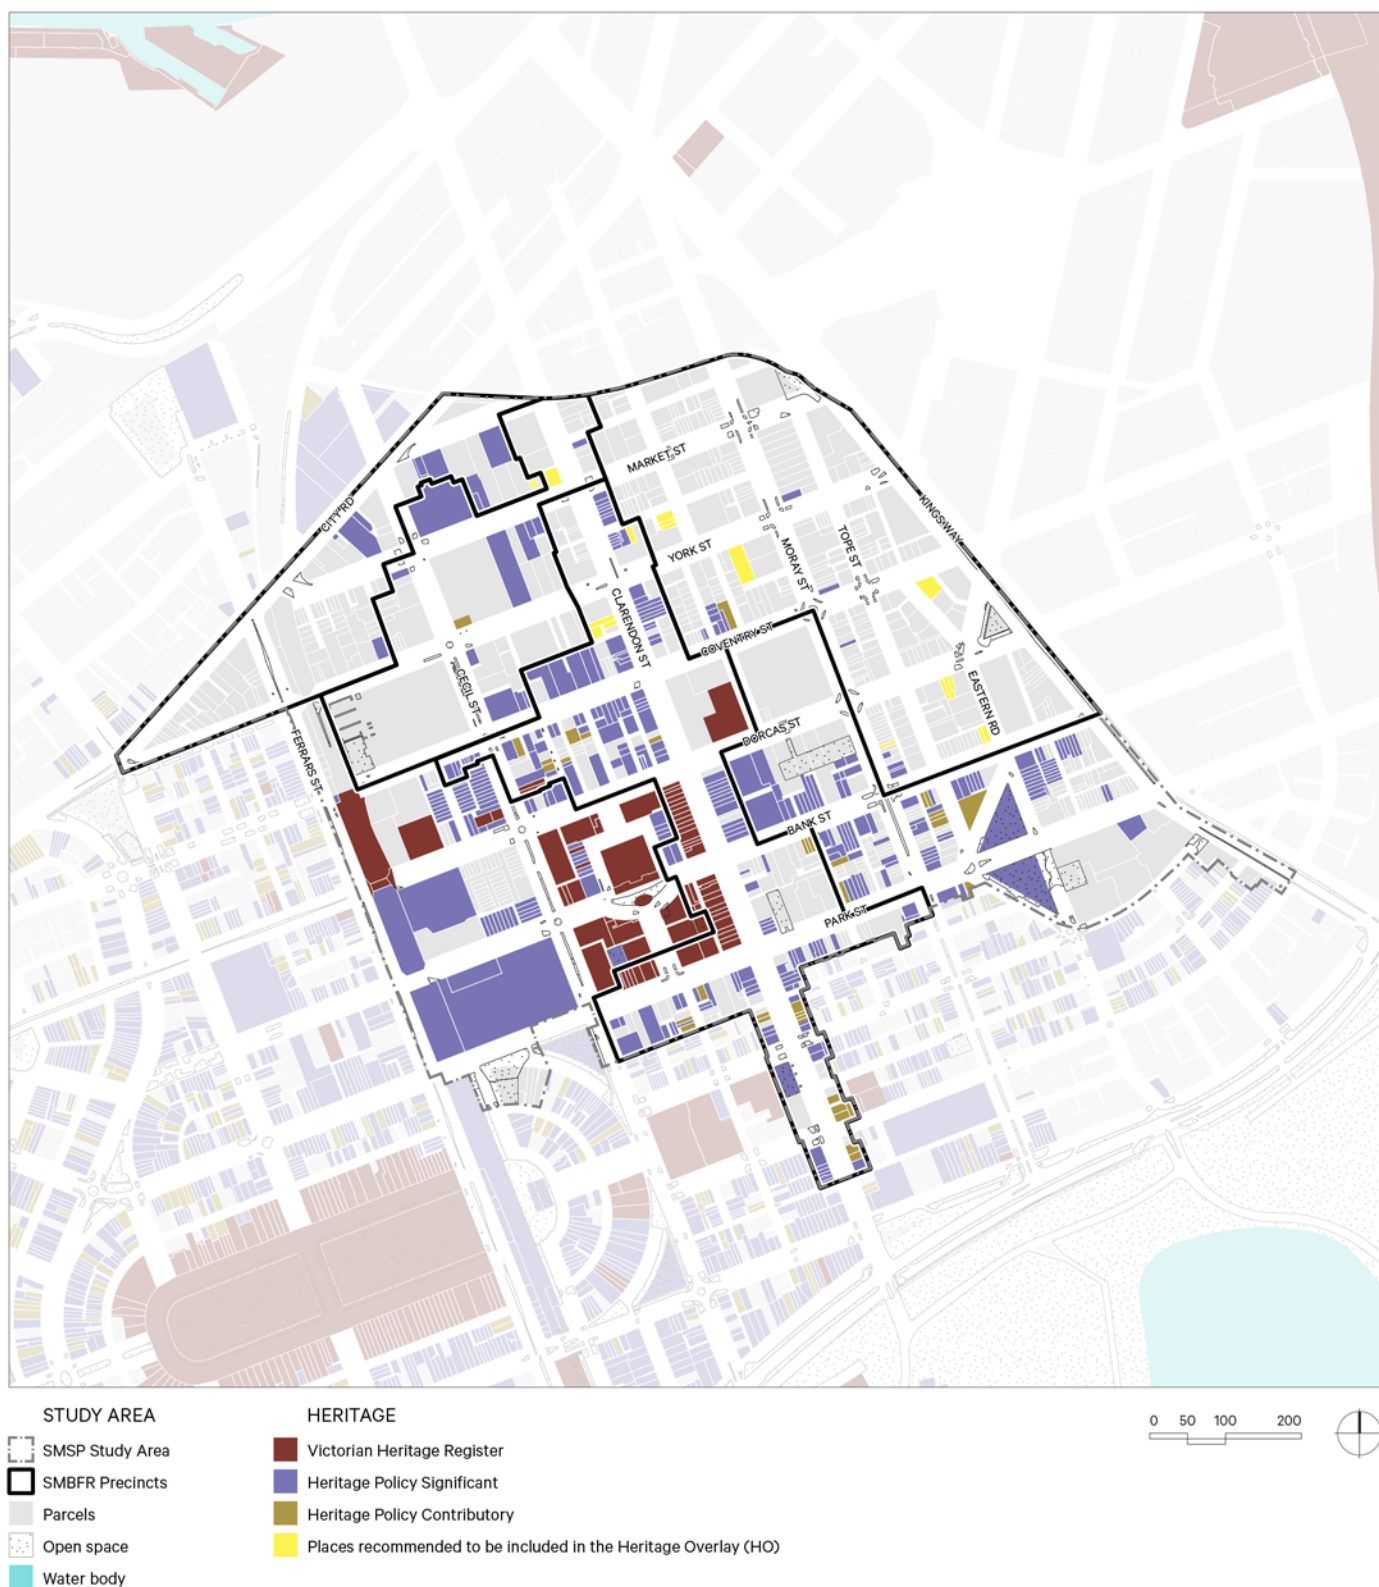 MARKET ST
CITY RD
KINGS WAY
YORK ST
MORAY ST
TOPE ST
CLARENDON ST
COVENTRY ST
CECIL ST
EASTERN RD
DORCAS ST
FERRARS ST
BANK ST
PARK ST
STUDY AREA
SMSP Study Area
SMBFR Precincts
Parcels
Open space
Water body
HERITAGE
Victorian Heritage Register
Heritage Policy Significant
Heritage Policy Contributory
Places recommended to be included in the Heritage Overlay (HO)
0 50 100 200